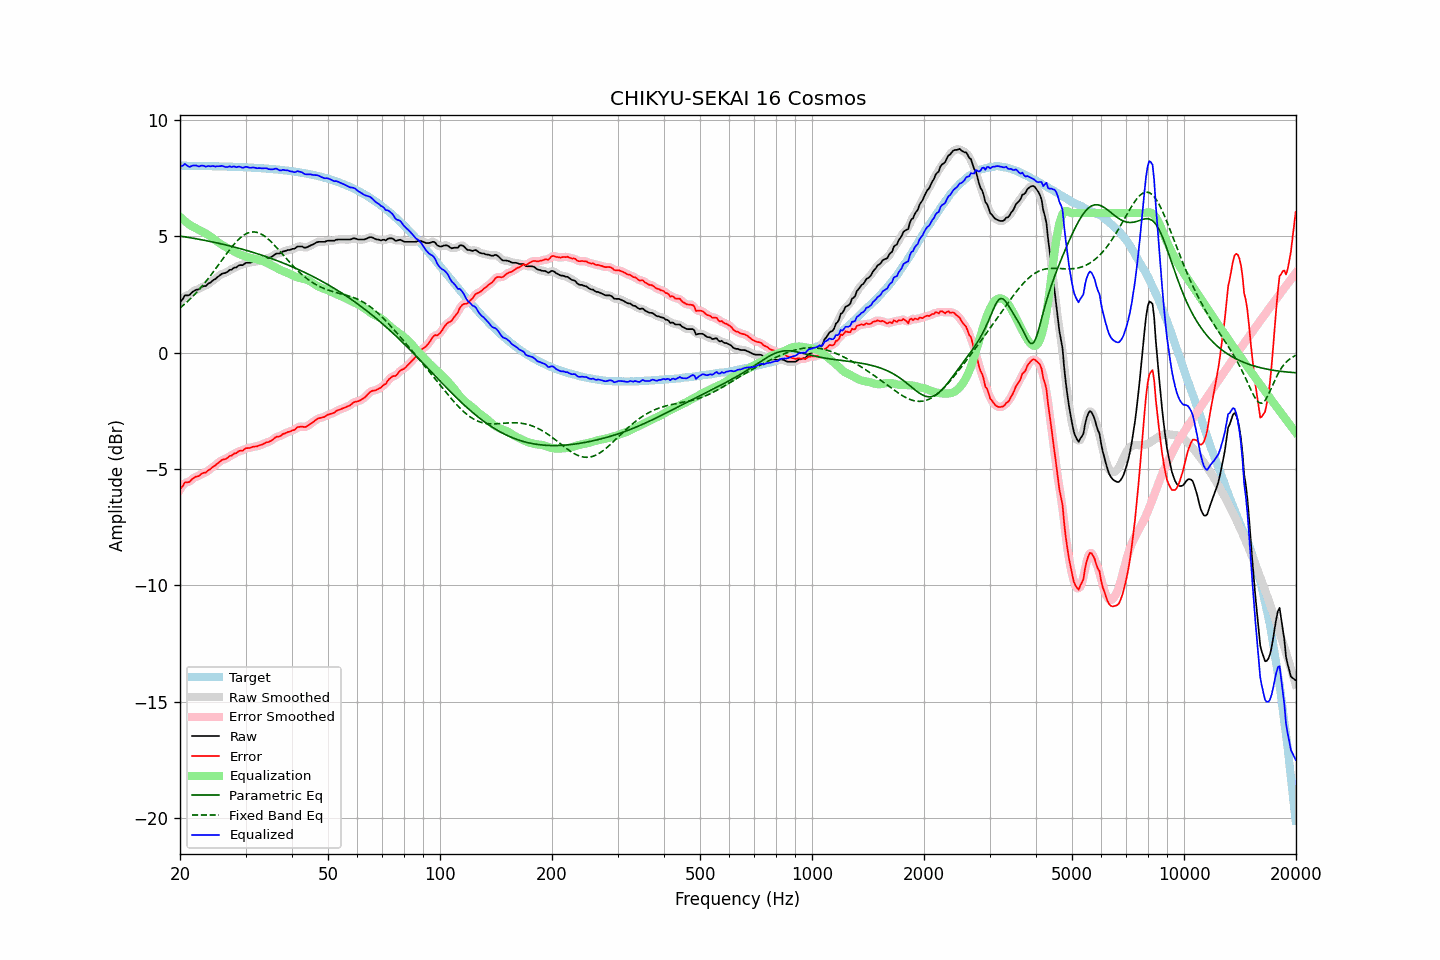 CHIKYU-SEKAI 16 Cosmos
Amplitude (dBr)
10
5
0
−5
−10
−15
−20
Target
Raw Smoothed
Error Smoothed
Raw
Error
Equalization
Parametric Eq
Fixed Band Eq
Equalized
20 50 100 200 500 1000 2000 5000 10000 20000
Frequency (Hz)